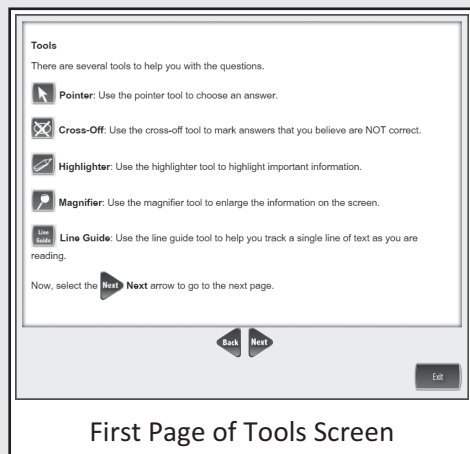 Tools
There are several tools to help you with the questions.
Pointer: Use the pointer tool to choose an answer.
Cross-Off: Use the cross-off tool to mark answers that you believe are NOT correct.
Highlighter: Use the highlighter tool to highlight important information.
Magnifier: Use the magnifier tool to enlarge the information on the screen.
Line Guide Line Guide: Use the line guide tool to help you track a single line of text as you are
reading.
Now, select the Next Next arrow to go to the next page.
Back Next
Exit
First Page of Tools Screen